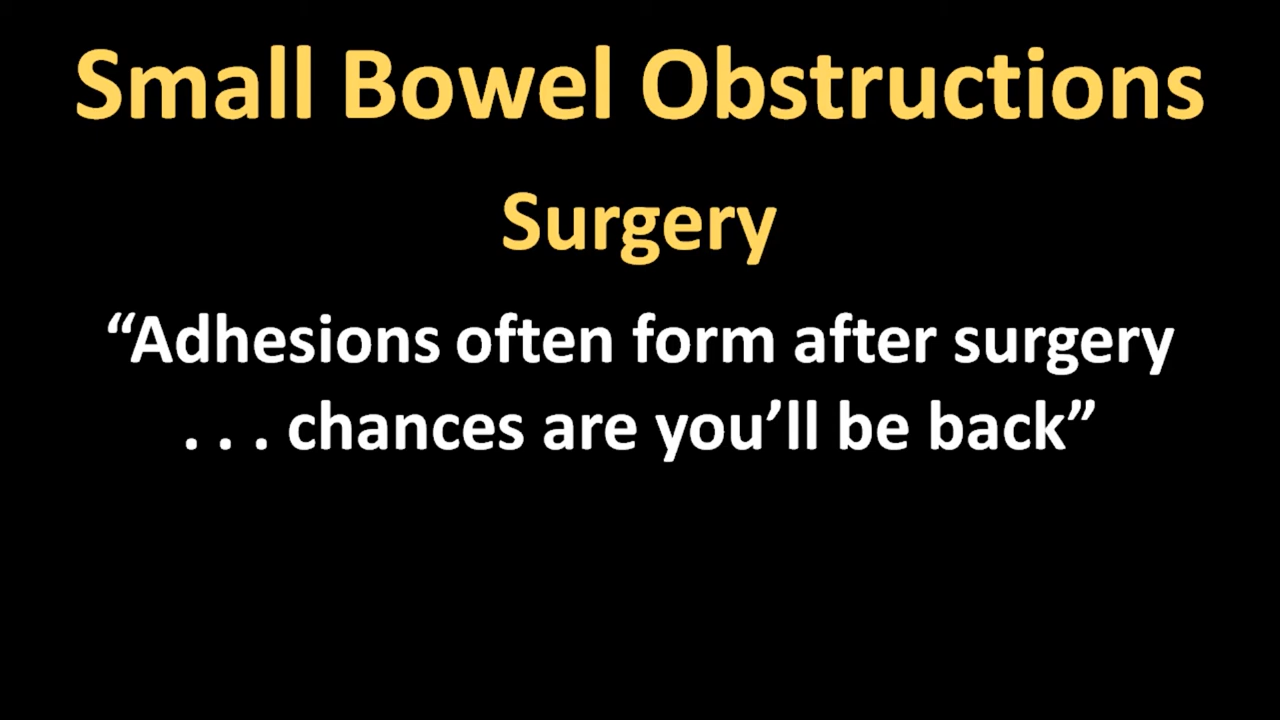 Small Bowel Obstructions
Surgery
“Adhesions often form after surgery
. . . chances are you’ll be back”